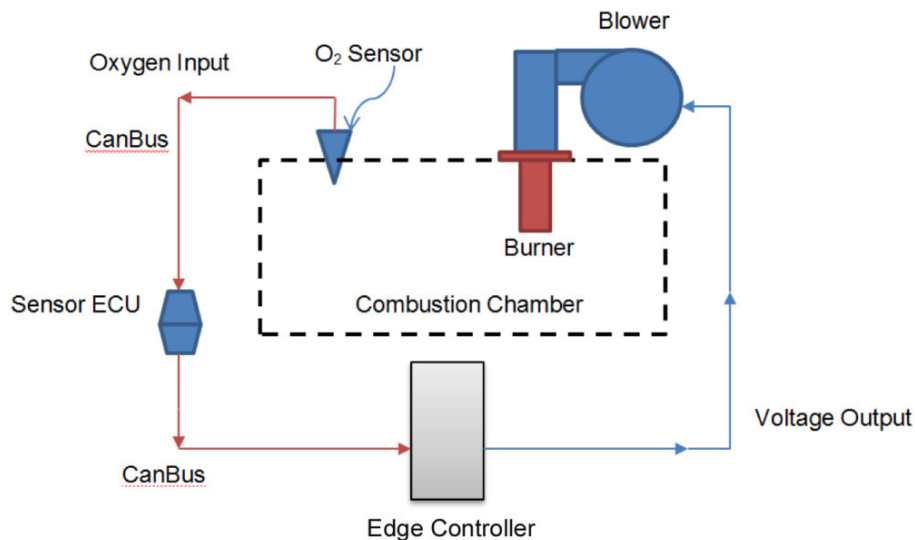 Blower
O₂ Sensor
Oxygen Input
CanBus
Burner
Sensor ECU
Combustion Chamber
Voltage Output
CanBus
Edge Controller